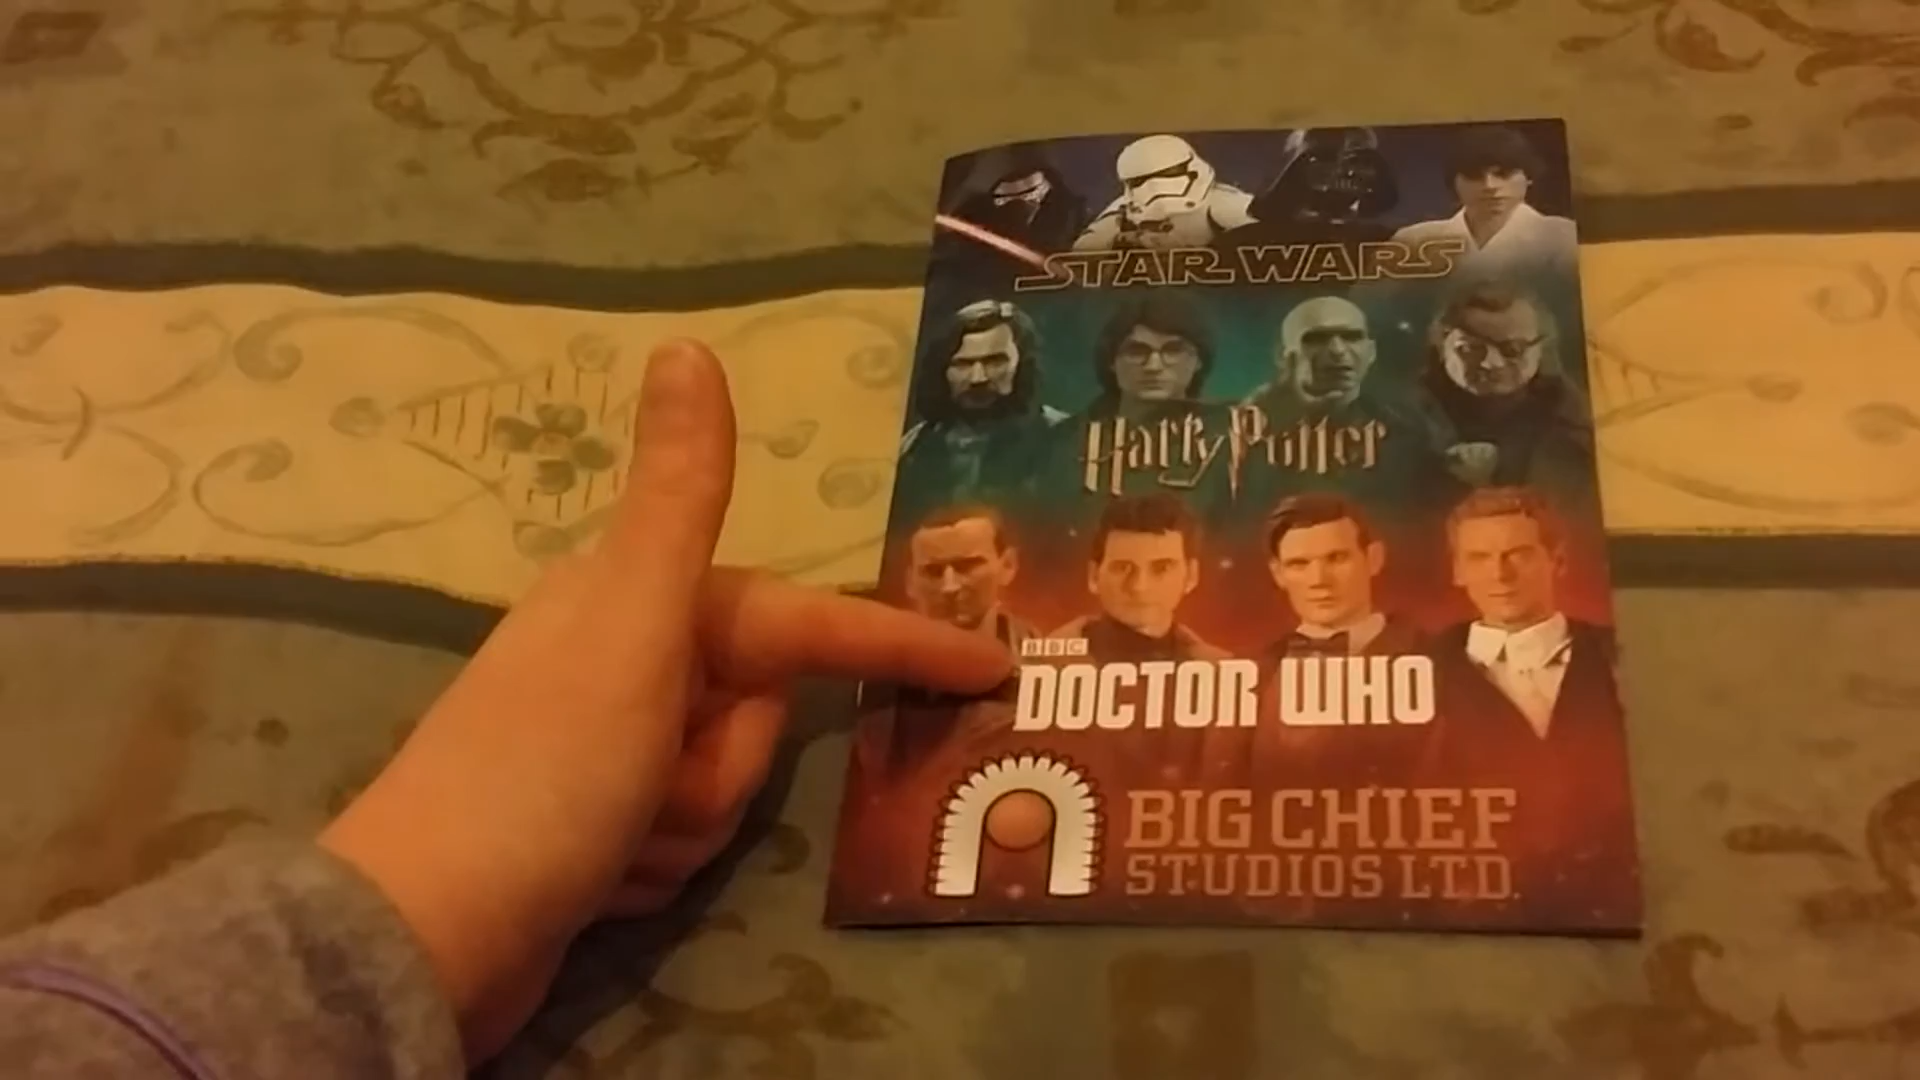 STAR WARS
Harry Potter
BBC
DOCTOR WHO
BIG CHIEF
STUDIOS LTD.